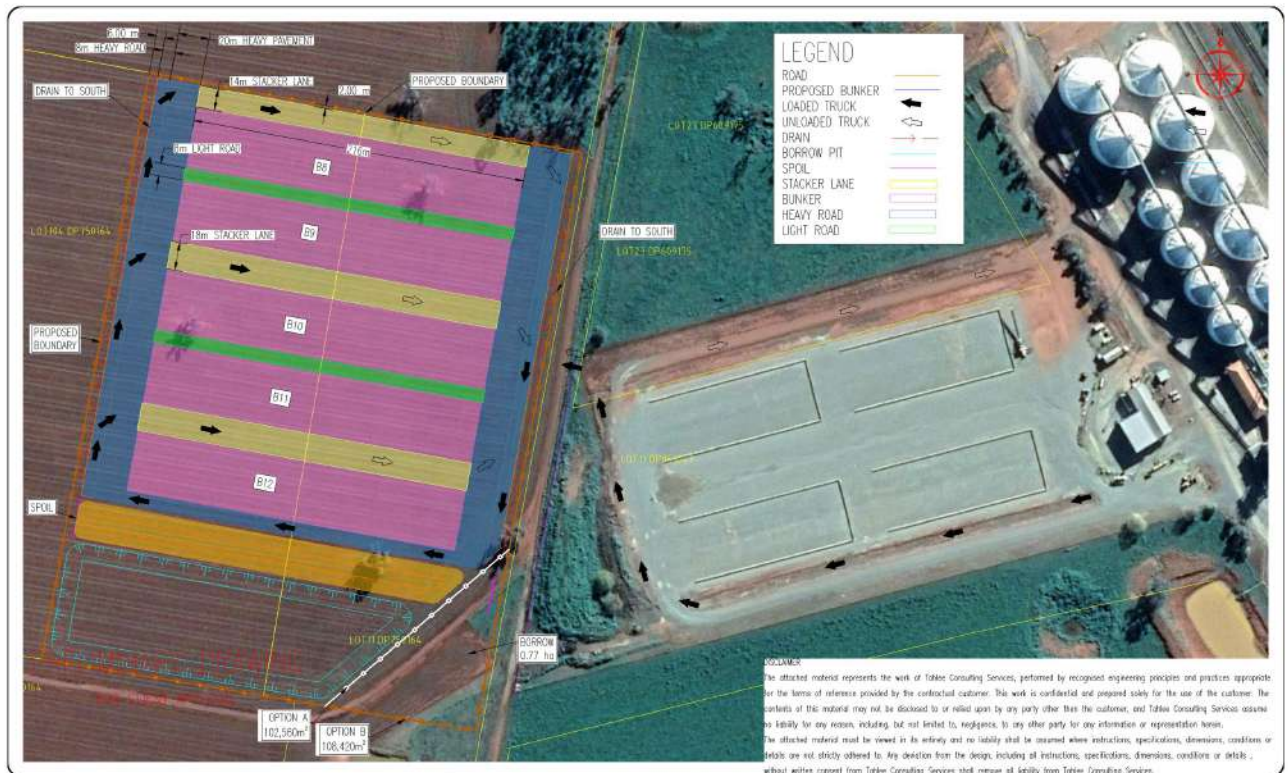 6.00 m
20m HEAVY PAVEMENT
8m HEAVY ROAD
14m STACKER LANE
PROPOSED BOUNDARY
DRAIN TO SOUTH
2.00 m
276m
8m LIGHT ROAD
B8
LOT23 DP609175
LOT104 DP750164
B9
18m STACKER LANE
DRAIN TO SOUTH
LOT23 DP609175
B10
PROPOSED
BOUNDARY
B11
B12
SPOIL
LOT11 DP750164
BORROW
0.77 ha
OPTION A
102,560m²
OPTION B
108,420m²
LEGEND
ROAD
PROPOSED BUNKER
LOADED TRUCK
UNLOADED TRUCK
DRAIN
BORROW PIT
SPOIL
STACKER LANE
BUNKER
HEAVY ROAD
LIGHT ROAD
DISCLAIMER
The attached material represents the work of Tahlee Consulting Services, performed by recognised engineering principles and practices appropriate
for the terms of reference provided by the contractual customer. This work is confidential and prepared solely for the use of the customer. The
contents of this material may not be disclosed to or relied upon by any party other than the customer, and Tahlee Consulting Services assume
no liability for any reason, including, but not limited to, negligence, to any other party for any information or representation herein.
The attached material must be viewed in its entirety and no liability shall be assumed where instructions, specifications, dimensions, conditions or
details are not strictly adhered to. Any deviation from the design, including all instructions, specifications, dimensions, conditions or details ,
without written consent from Tahlee Consulting Services shall remove all liability from Tahlee Consulting Services.